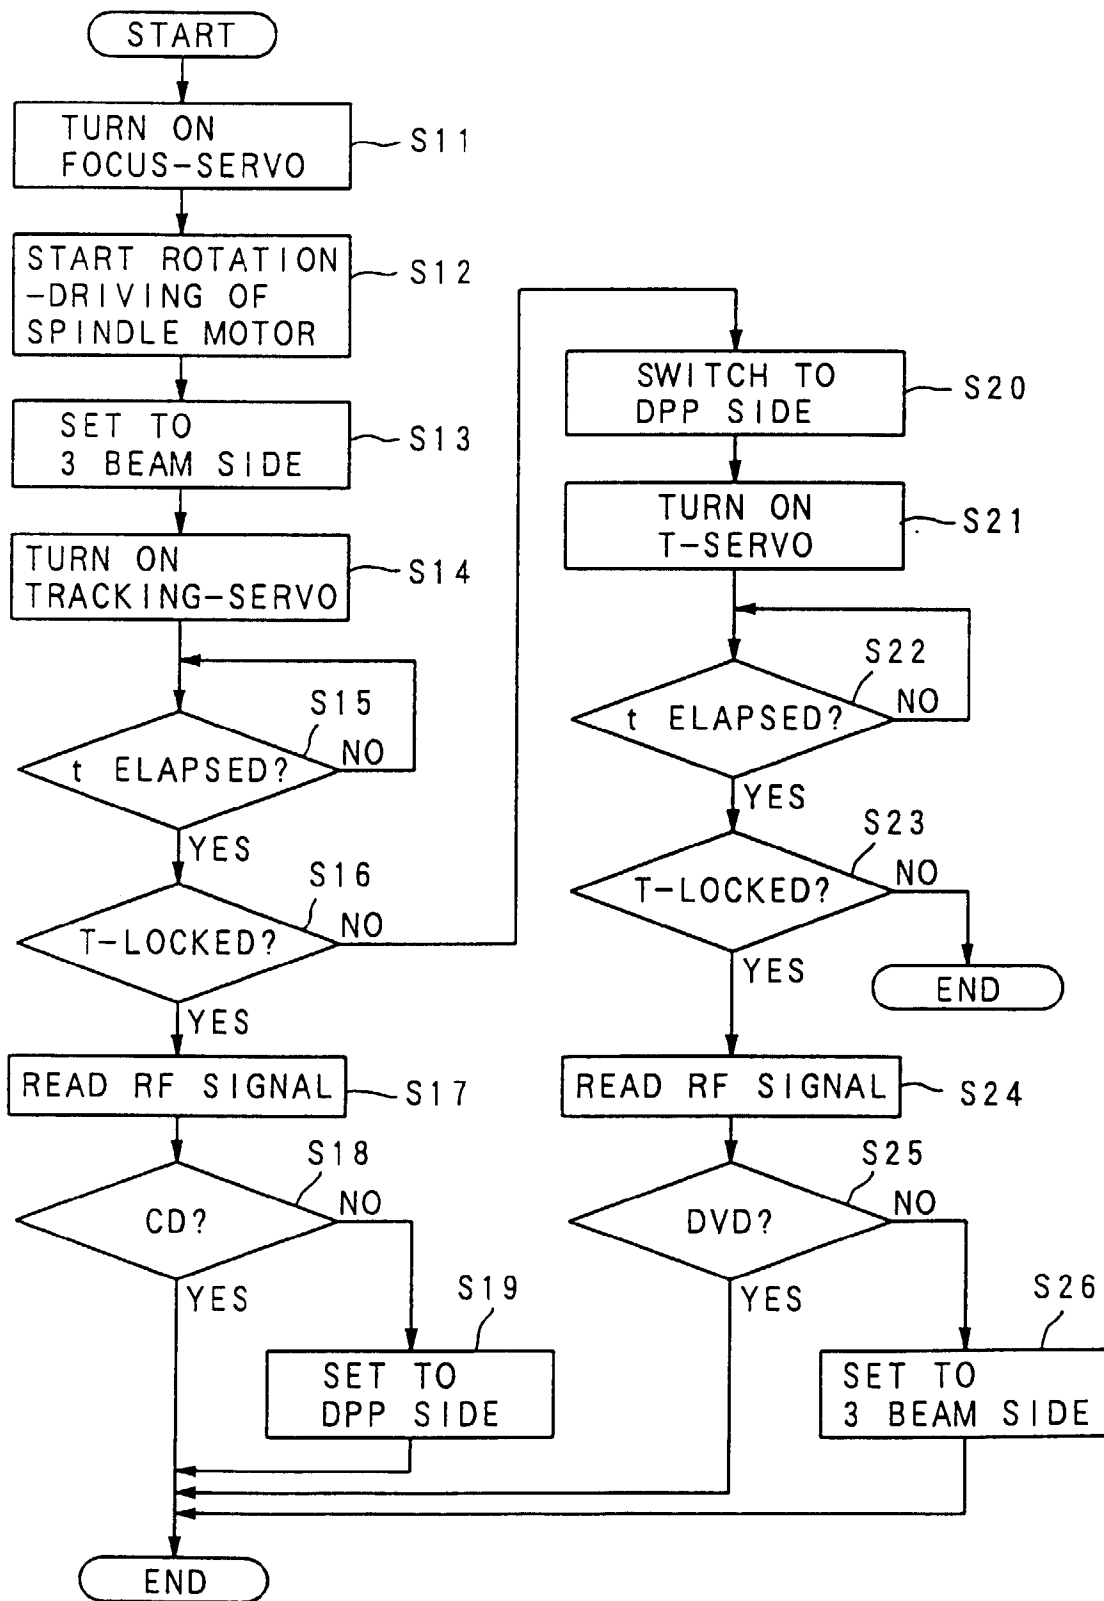 START
TURN ON
FOCUS-SERVO
S11
START ROTATION
-DRIVING OF
SPINDLE MOTOR
S12
SET TO
3 BEAM SIDE
S13
TURN ON
TRACKING-SERVO
S14
t ELAPSED?
S15
NO
YES
T-LOCKED?
S16
NO
YES
READ RF SIGNAL
S17
CD?
S18
NO
YES
SET TO
DPP SIDE
S19
SWITCH TO
DPP SIDE
S20
TURN ON
T-SERVO
S21
t ELAPSED?
S22
NO
YES
T-LOCKED?
S23
NO
YES
END
READ RF SIGNAL
S24
DVD?
S25
NO
YES
SET TO
3 BEAM SIDE
S26
END